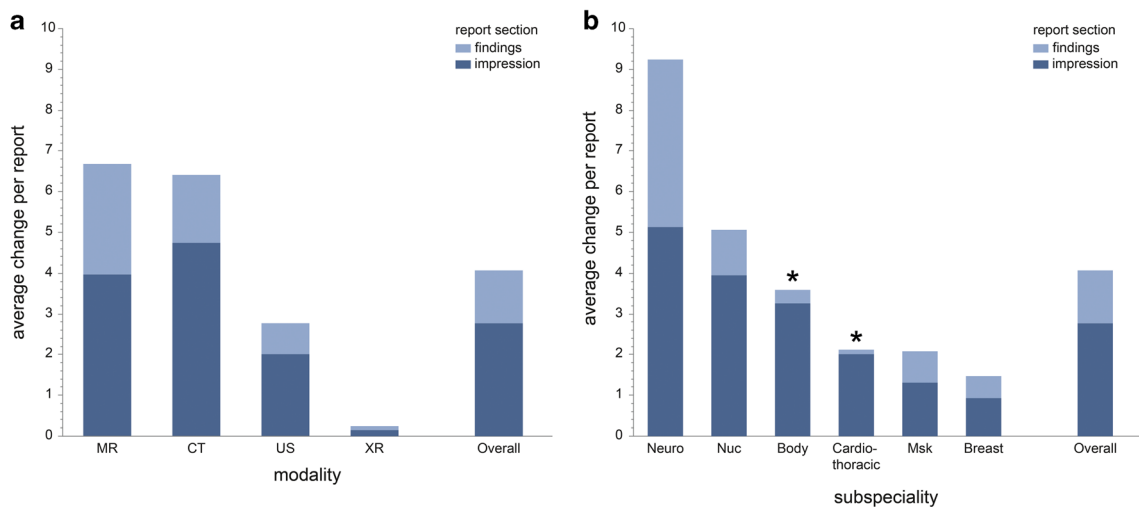 a
report section
findings
impression
average change per report
10
9
8
7
6
5
4
3
2
1
0
MR CT US XR Overall
modality
b
report section
findings
impression
average change per report
10
9
8
7
6
5
4
3
2
1
0
*
*
Neuro Nuc Body Cardio- Msk Breast Overall
thoracic
subspeciality